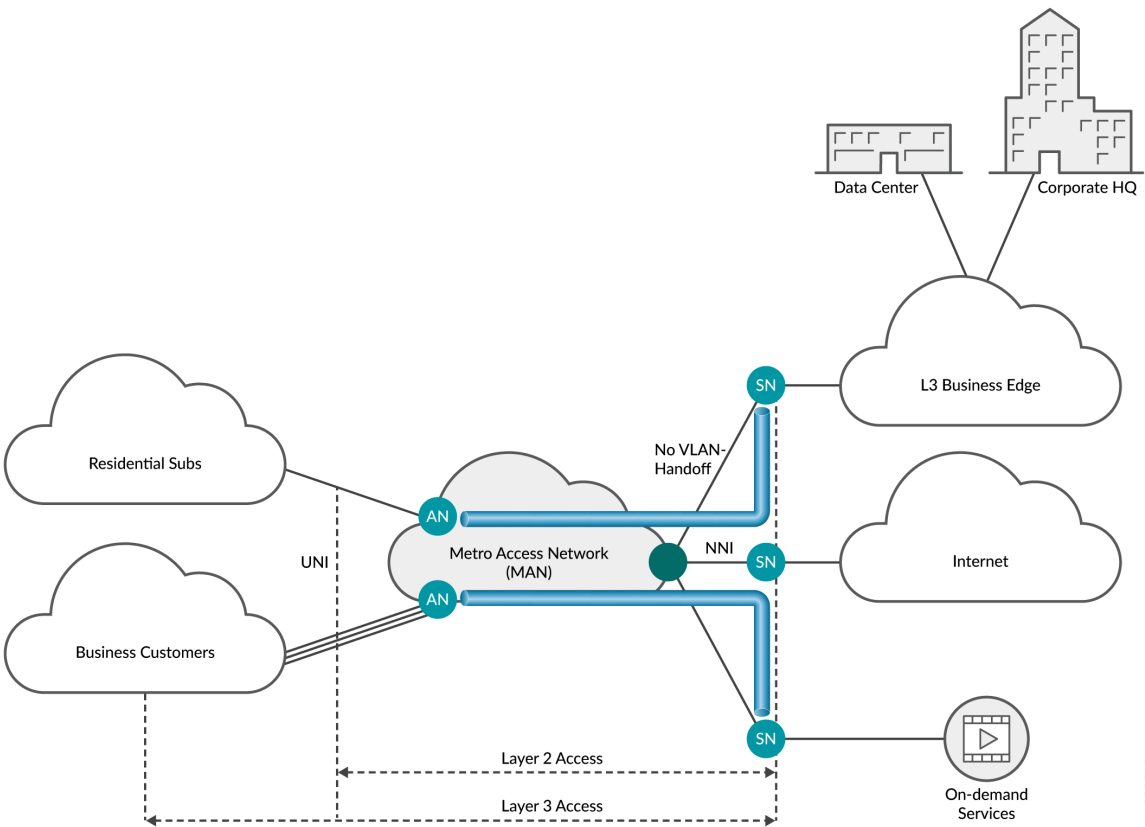 Data Center
Corporate HQ
SN
L3 Business Edge
No VLAN-
Handoff
Residential Subs
AN
Metro Access Network
(MAN)
NNI
SN
Internet
UNI
AN
Business Customers
SN
Layer 2 Access
On-demand
Services
Layer 3 Access